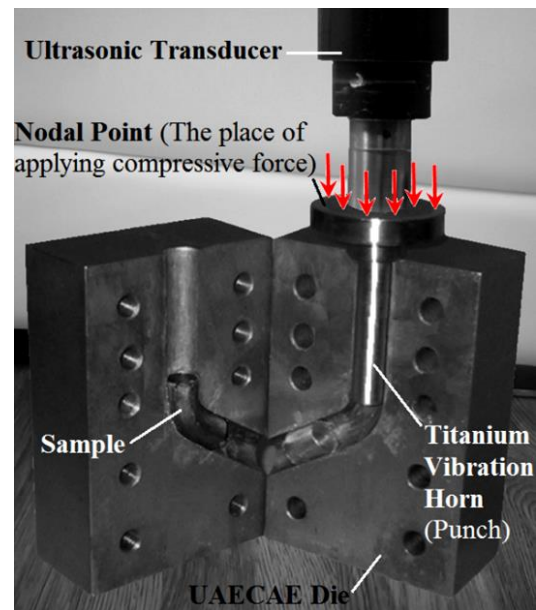 Ultrasonic Transducer
Nodal Point (The place of
applying compressive force)
Sample
Titanium
Vibration
Horn
(Punch)
UAECAE Die